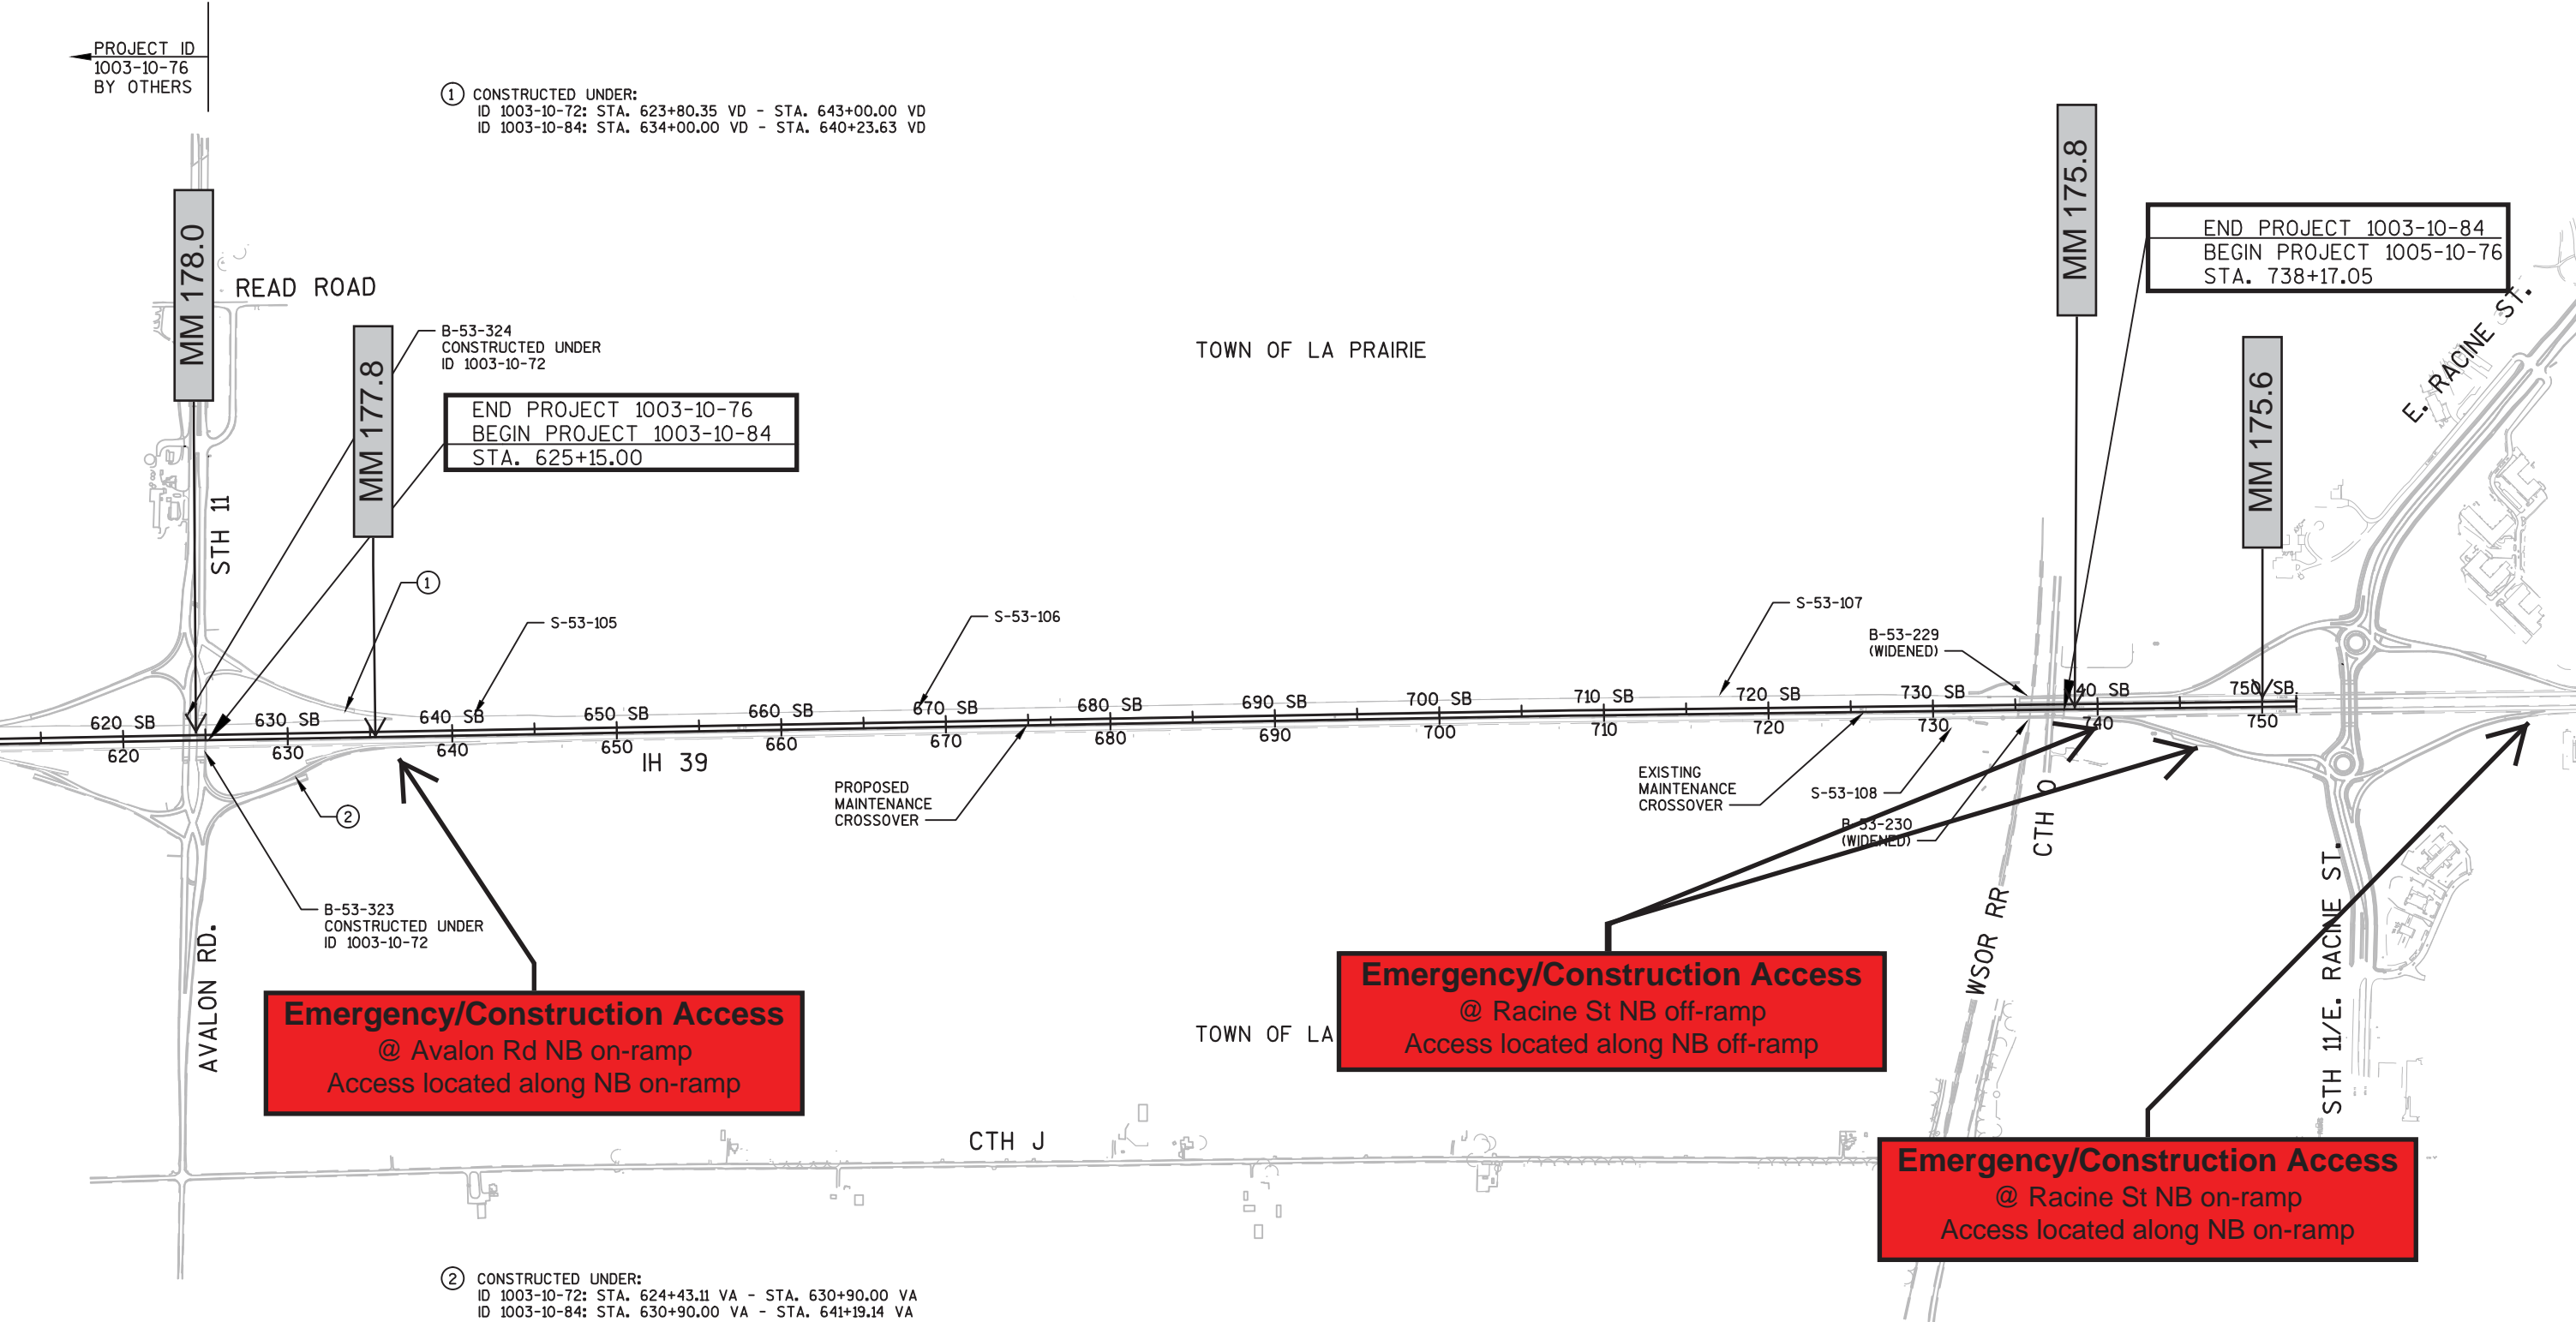 PROJECT ID
1003-10-76
BY OTHERS
1 CONSTRUCTED UNDER:
ID 1003-10-72: STA. 623+80.35 VD - STA. 643+00.00 VD
ID 1003-10-84: STA. 634+00.00 VD - STA. 640+23.63 VD
MM 178.0
READ ROAD
MM 177.8
B-53-324
CONSTRUCTED UNDER
ID 1003-10-72
END PROJECT 1003-10-76
BEGIN PROJECT 1003-10-84
STA. 625+15.00
TOWN OF LA PRAIRIE
MM 175.8
END PROJECT 1003-10-84
BEGIN PROJECT 1005-10-76
STA. 738+17.05
MM 175.6
E. RACINE ST.
STH 11
1
S-53-105
S-53-106
S-53-107
B-53-229
(WIDENED)
620 SB 630 SB 640 SB 650 SB 660 SB 670 SB 680 SB 690 SB 700 SB 710 SB 720 SB 730 SB 740 SB 750 SB
620 630 640 650 660 670 680 690 700 710 720 730 740 750
IH 39
2
PROPOSED
MAINTENANCE
CROSSOVER
EXISTING
MAINTENANCE
CROSSOVER
S-53-108
B-53-230
(WIDENED)
CTH O
WSOR RR
STH 11/E. RACINE ST.
B-53-323
CONSTRUCTED UNDER
ID 1003-10-72
AVALON RD.
Emergency/Construction Access
@ Avalon Rd NB on-ramp
Access located along NB on-ramp
TOWN OF LA
Emergency/Construction Access
@ Racine St NB off-ramp
Access located along NB off-ramp
CTH J
Emergency/Construction Access
@ Racine St NB on-ramp
Access located along NB on-ramp
2 CONSTRUCTED UNDER:
ID 1003-10-72: STA. 624+43.11 VA - STA. 630+90.00 VA
ID 1003-10-84: STA. 630+90.00 VA - STA. 641+19.14 VA